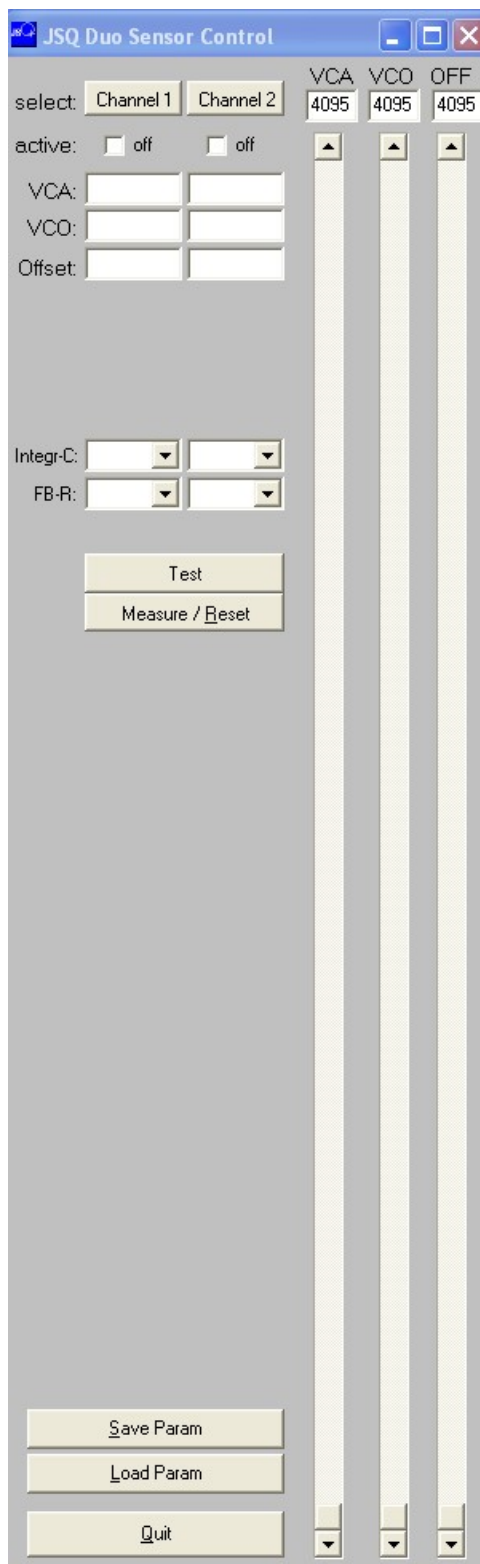 JSQ Duo Sensor Control
VCA VCO OFF
select: Channel 1 Channel 2 4095 4095 4095
active: off off
VCA:
VCO:
Offset:
Integr-C:
FB-R:
Test
Measure / Reset
Save Param
Load Param
Quit